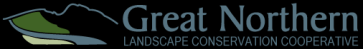 Great Northern
LANDSCAPE CONSERVATION COOPERATIVE